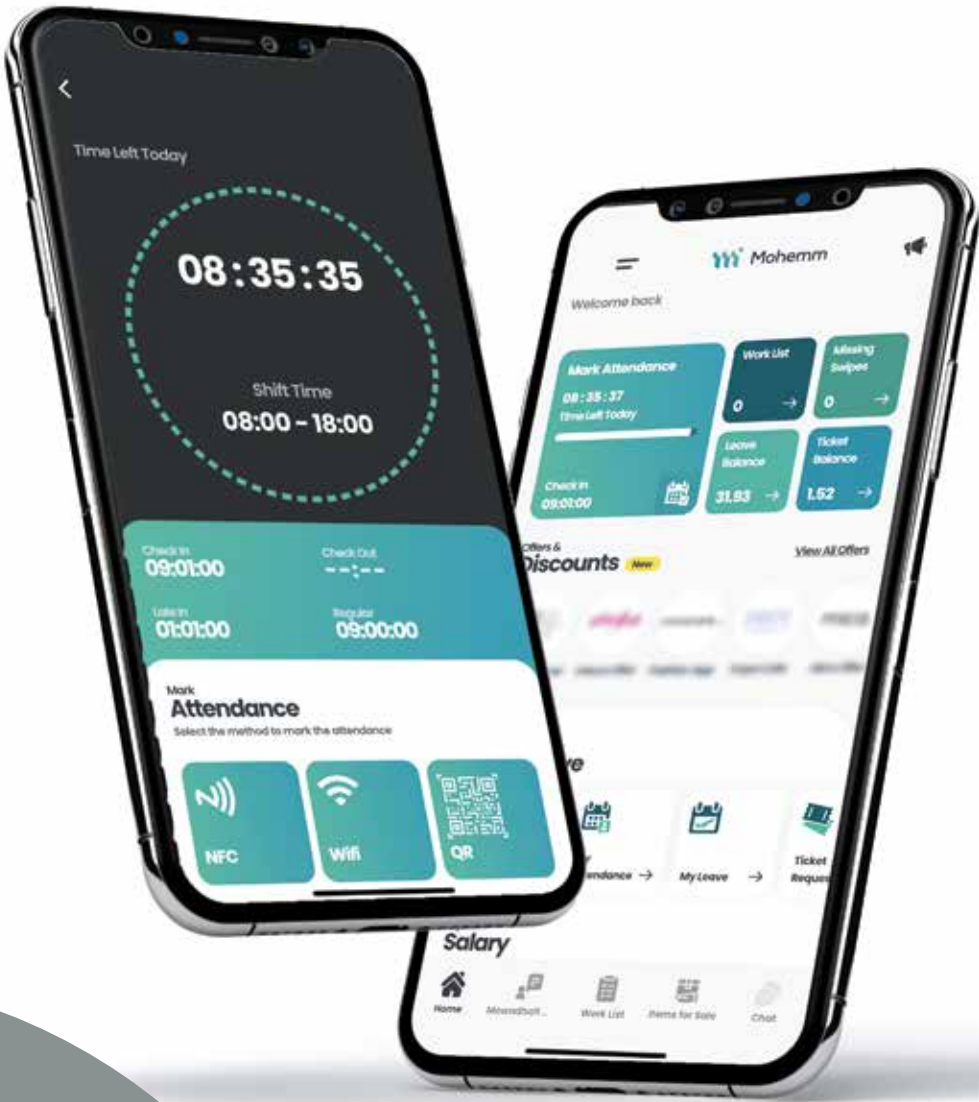 Time Left Today
08:35:35
Shift Time
08:00 - 18:00
Check In
09:01:00
Check Out
--:--
Late In
01:01:00
Regular
09:00:00
Mark
Attendance
Select the method to mark the attendance
NFC
Wifi
QR
Mohemm
Welcome back
Mark Attendance
08:35:37
Time Left Today
Check In
09:01:00
Work List
0
Missing
Swipes
0
Leave
Balance
31.93
Ticket
Balance
1.52
Offers &
Discounts
New
View All Offers
ve
endance
My Leave
Ticket
Reques
Salary
Home
Work List
Items for Sale
Chat